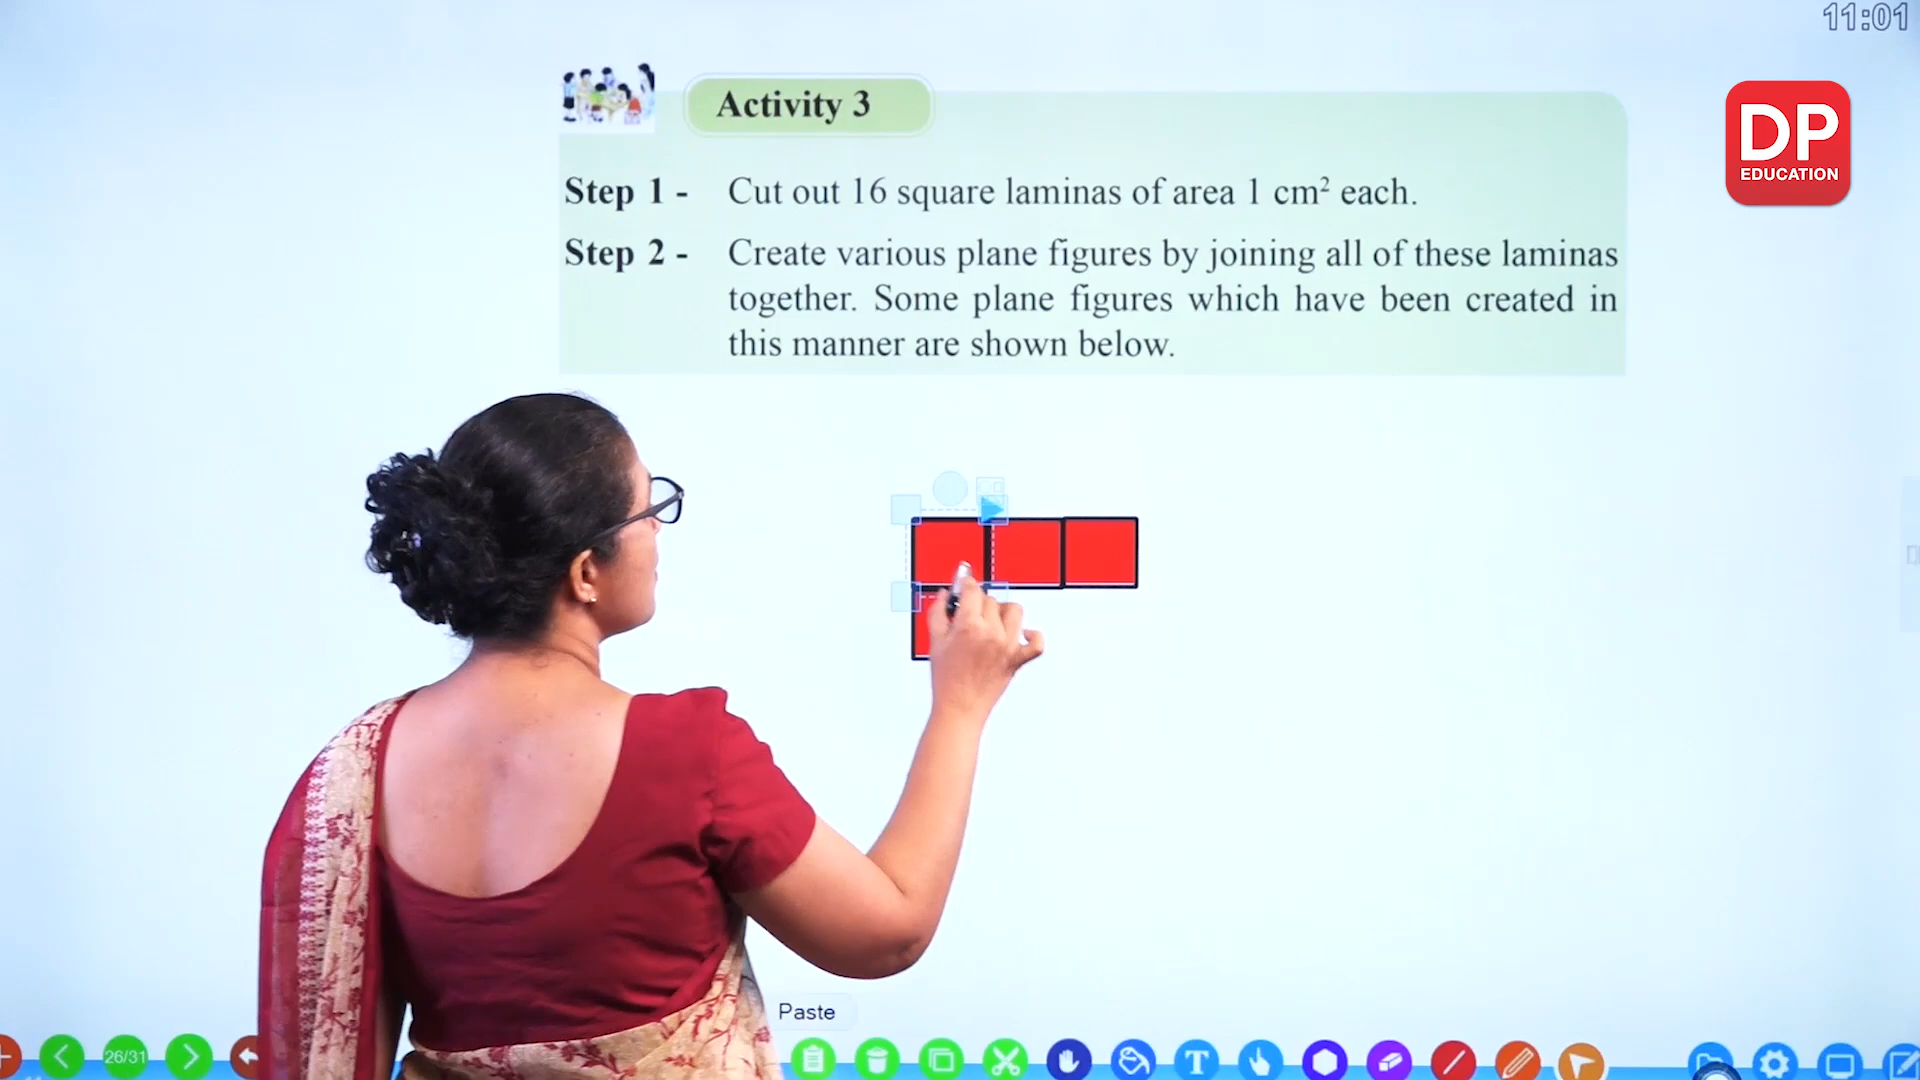 11:01
Activity 3
DP
EDUCATION
Step 1 - Cut out 16 square laminas of area 1 cm² each.
Step 2 - Create various plane figures by joining all of these laminas
together. Some plane figures which have been created in
this manner are shown below.
Paste
26/31
T